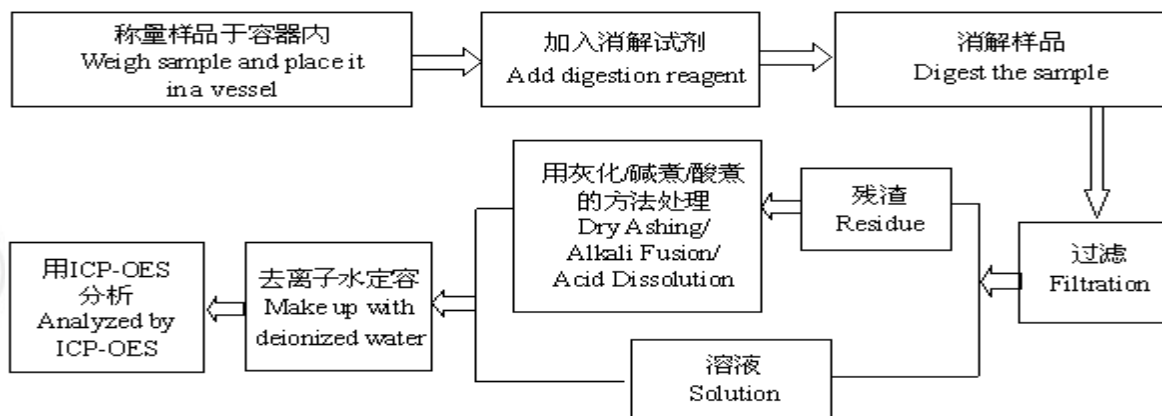 称量样品于容器内
Weigh sample and place it
in a vessel
加入消解试剂
Add digestion reagent
消解样品
Digest the sample
过滤
Filtration
残渣
Residue
用灰化/碱煮/酸煮
的方法处理
Dry Ashing/
Alkali Fusion/
Acid Dissolution
溶液
Solution
去离子水定容
Make up with
deionized water
用ICP-OES
分析
Analyzed by
ICP-OES